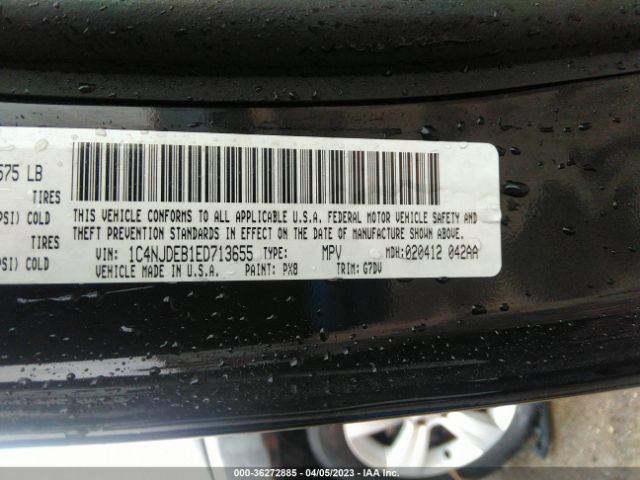 575 LB
TIRES
PSI) COLD
TIRES
PSI) COLD
THIS VEHICLE CONFORMS TO ALL APPLICABLE U.S.A. FEDERAL MOTOR VEHICLE SAFETY AND
THEFT PREVENTION STANDARDS IN EFFECT ON THE DATE OF MANUFACTURE SHOWN ABOVE.
VIN: 1C4NJDEB1ED713655 TYPE: MPV MDH:020412 042AA
VEHICLE MADE IN U.S.A. PAINT: PX8 TRIM: G7DV
000-36272885 - 04/05/2023 - IAA Inc.